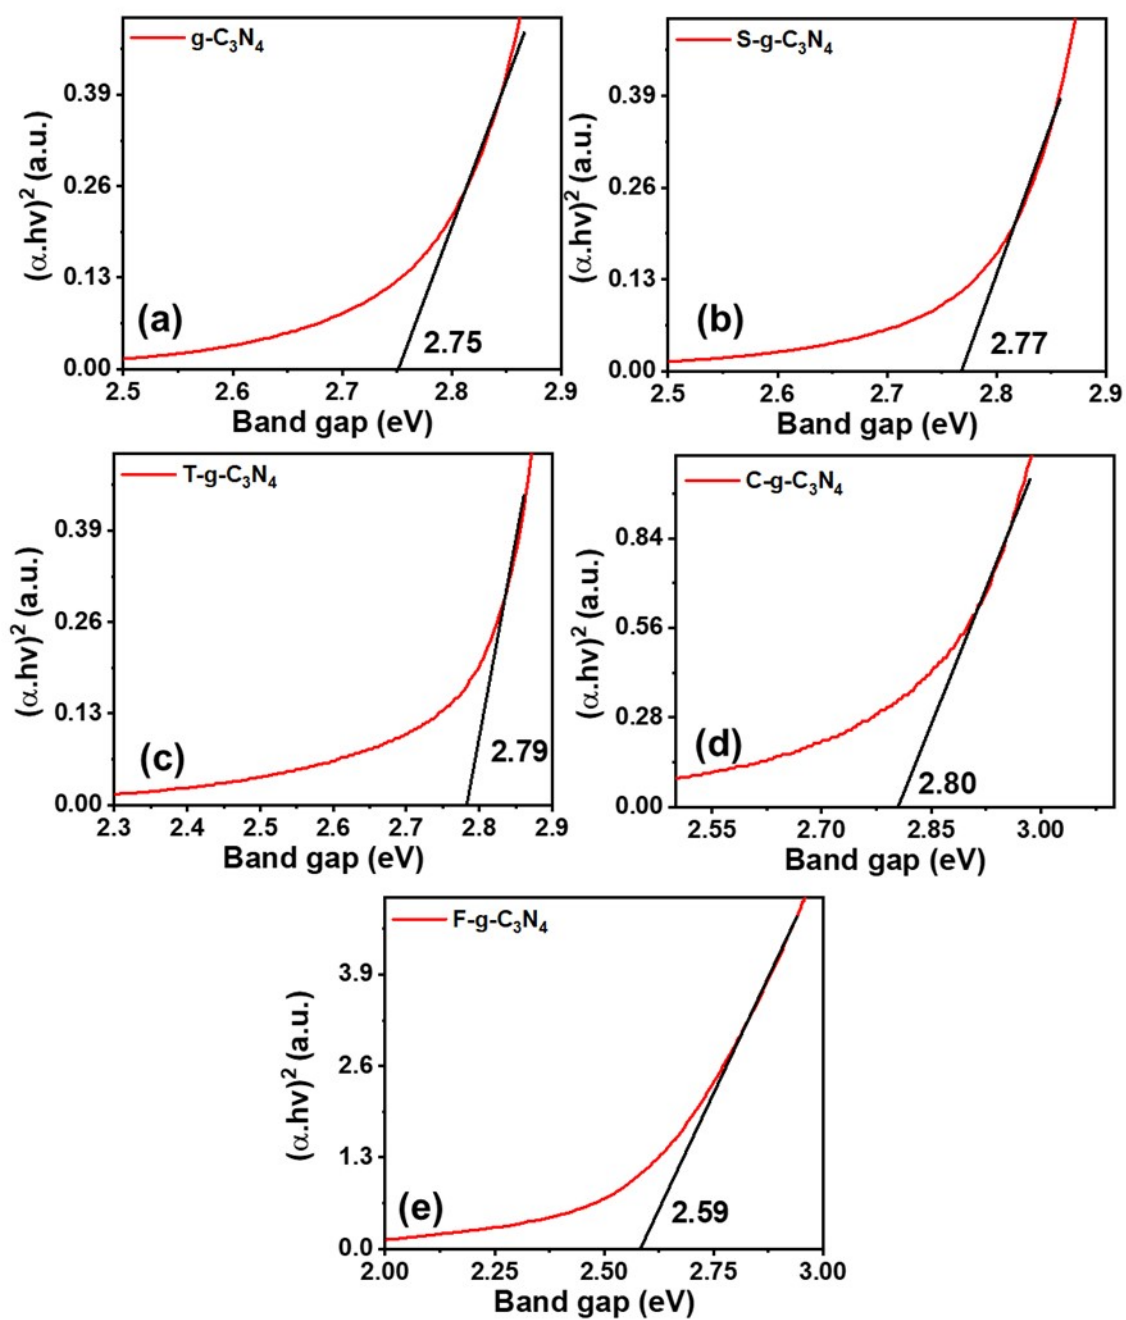 g-C₃N₄
(α.hv)² (a.u.)
0.39
0.26
0.13
0.00
(a)
2.75
2.5 2.6 2.7 2.8 2.9
Band gap (eV)
S-g-C₃N₄
(α.hv)² (a.u.)
0.39
0.26
0.13
0.00
(b)
2.77
2.5 2.6 2.7 2.8 2.9
Band gap (eV)
T-g-C₃N₄
(α.hv)² (a.u.)
0.39
0.26
0.13
0.00
(c)
2.79
2.3 2.4 2.5 2.6 2.7 2.8 2.9
Band gap (eV)
C-g-C₃N₄
(α.hv)² (a.u.)
0.84
0.56
0.28
0.00
(d)
2.80
2.55 2.70 2.85 3.00
Band gap (eV)
F-g-C₃N₄
(α.hv)² (a.u.)
3.9
2.6
1.3
0.0
(e)
2.59
2.00 2.25 2.50 2.75 3.00
Band gap (eV)